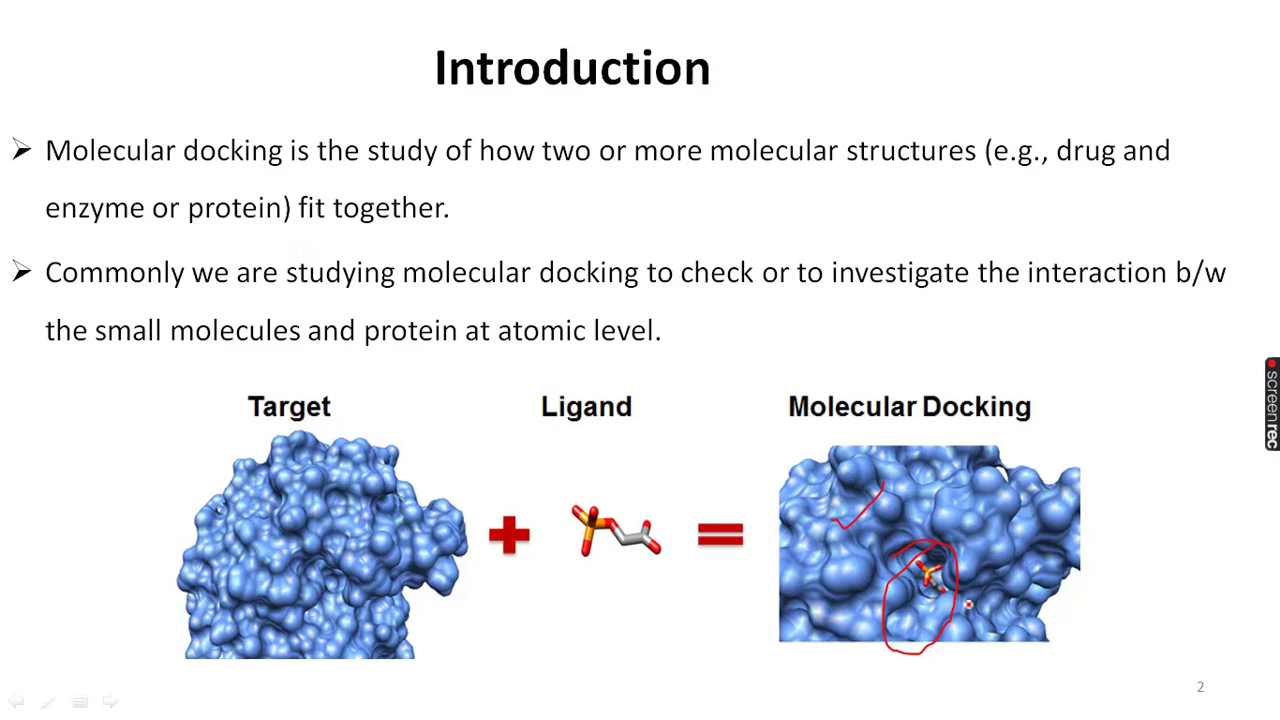 Introduction
➢ Molecular docking is the study of how two or more molecular structures (e.g., drug and
enzyme or protein) fit together.
➢ Commonly we are studying molecular docking to check or to investigate the interaction b/w
the small molecules and protein at atomic level.
Target Ligand Molecular Docking
screenrec
2